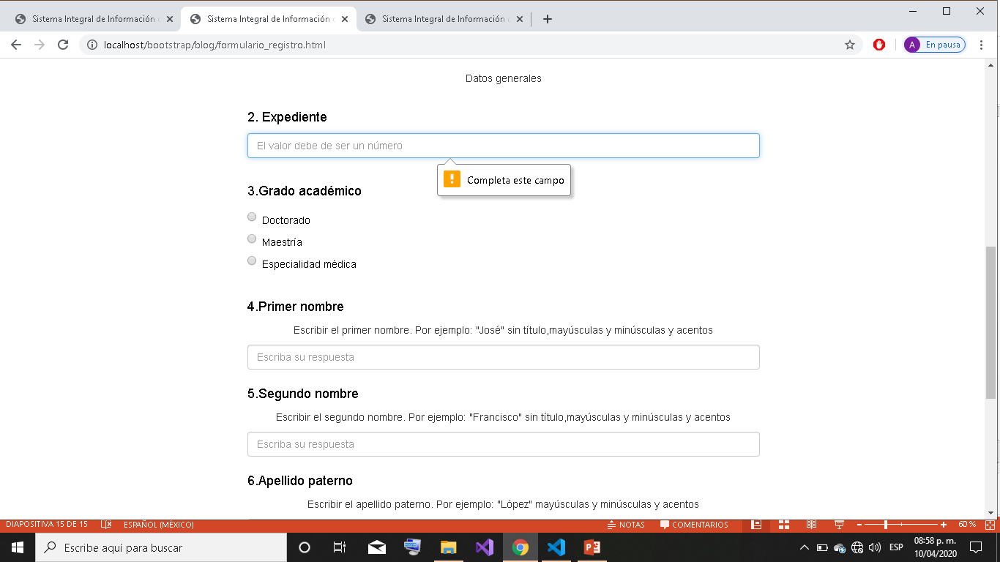 Sistema Integral de Información
Sistema Integral de Información
Sistema Integral de Información
localhost/bootstrap/blog/formulario_registro.html
A En pausa
Datos generales
2. Expediente
El valor debe de ser un número
Completa este campo
3.Grado académico
Doctorado
Maestría
Especialidad médica
4.Primer nombre
Escribir el primer nombre. Por ejemplo: "José" sin título,mayúsculas y minúsculas y acentos
Escriba su respuesta
5.Segundo nombre
Escribir el segundo nombre. Por ejemplo: "Francisco" sin título,mayúsculas y minúsculas y acentos
Escriba su respuesta
6.Apellido paterno
Escribir el apellido paterno. Por ejemplo: "López" mayúsculas y minúsculas y acentos
DIAPOSITIVA 15 DE 15 ESPAÑOL (MÉXICO) NOTAS COMENTARIOS 60 %
Escribe aquí para buscar
ESP
08:58 p. m.
10/04/2020